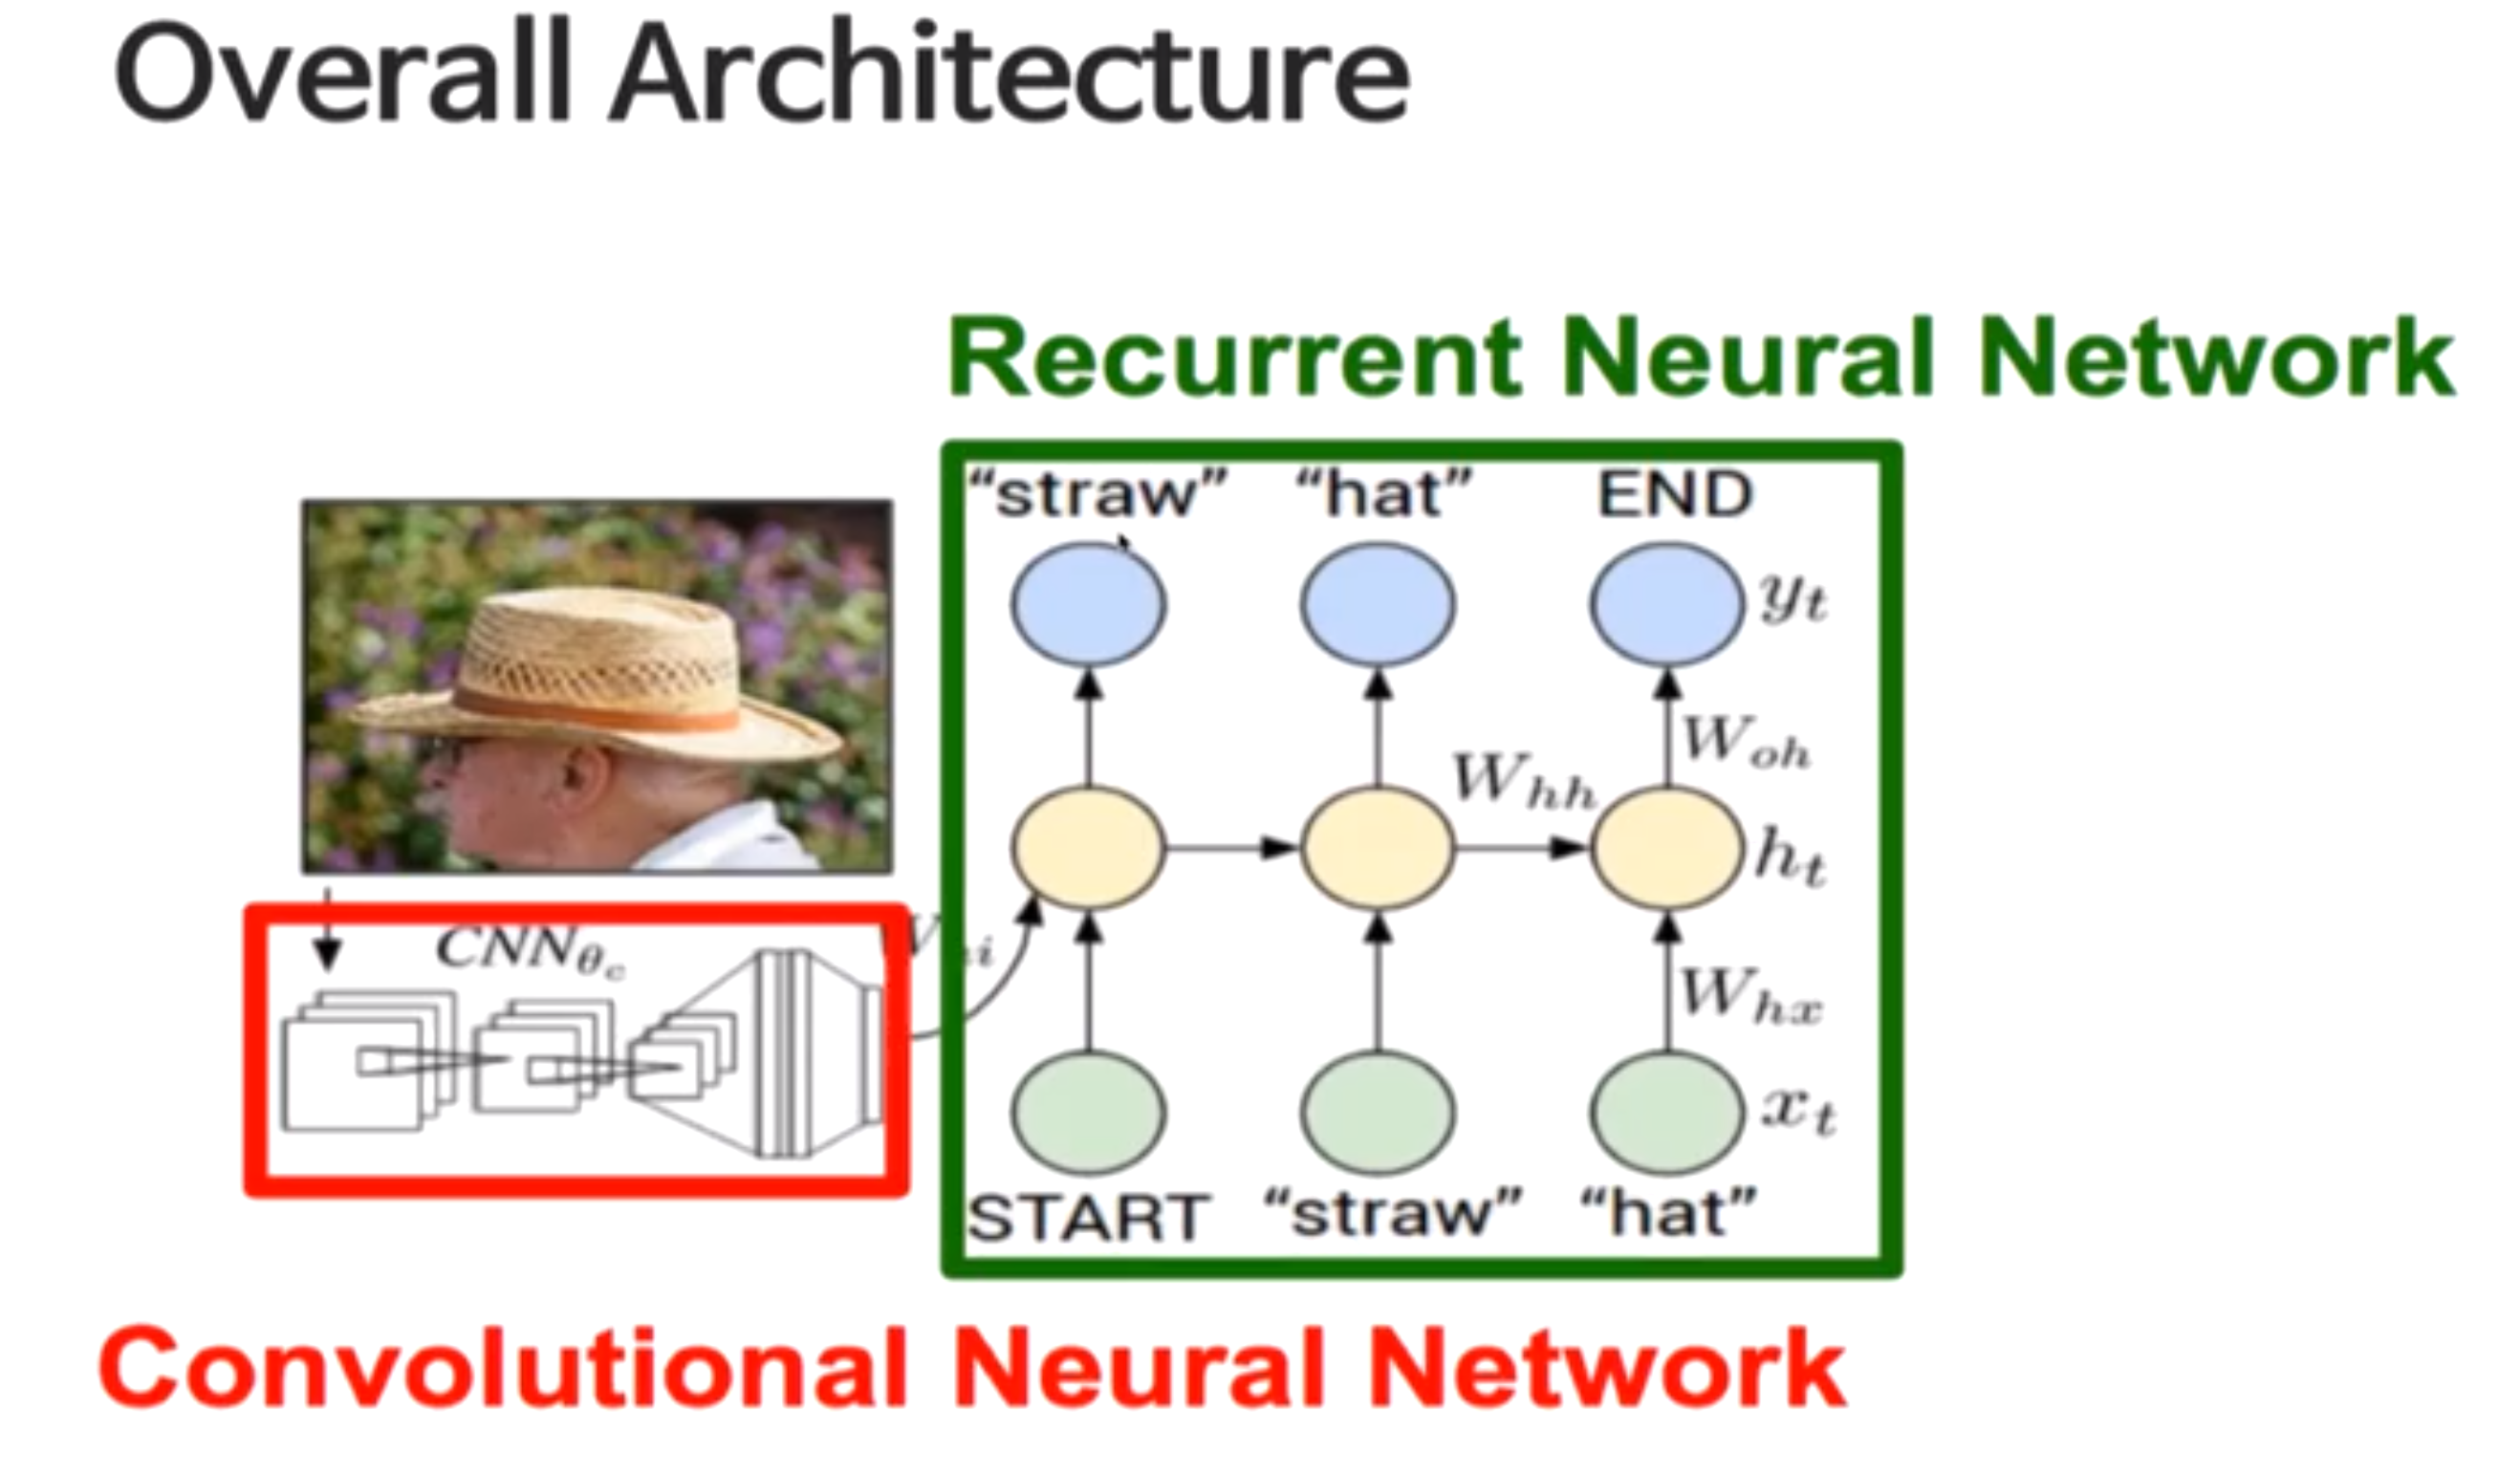 Overall Architecture
Recurrent Neural Network
“straw” “hat” END
y_t
W_oh
W_hh
h_t
CNN_θ_c
W_hx
x_t
START “straw” “hat”
Convolutional Neural Network